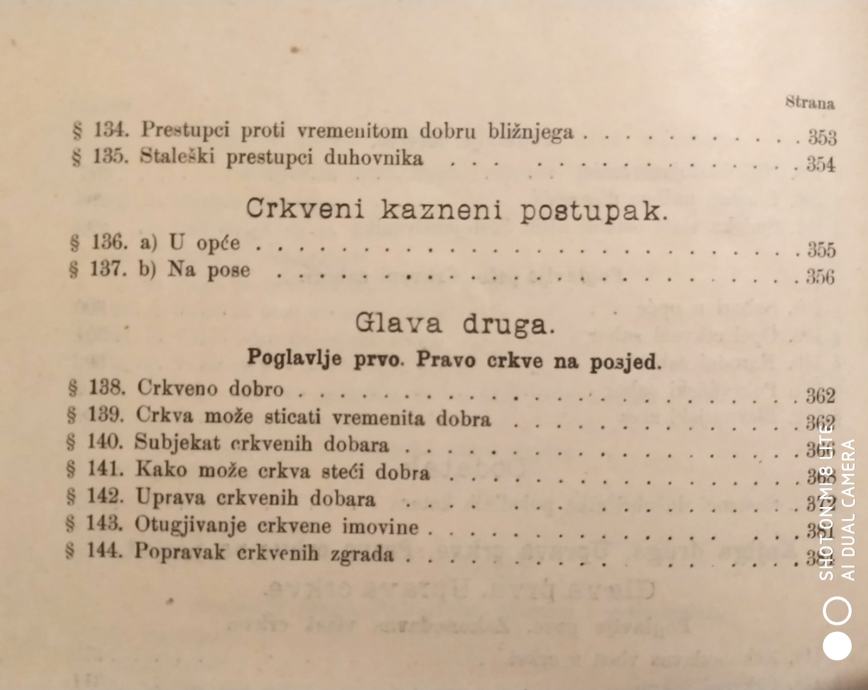 Strana
§ 134. Prestupci proti vremenitom dobru bližnjega . . . . . . . . . . 353
§ 135. Staleški prestupci duhovnika . . . . . . . . . . . . . . 354
Crkveni kazneni postupak.
§ 136. a) U opće . . . . . . . . . . . . . . . . . . . . . 355
§ 137. b) Na pose . . . . . . . . . . . . . . . . . . . . 356
Glava druga.
Poglavlje prvo. Pravo crkve na posjed.
§ 138. Crkveno dobro . . . . . . . . . . . . . . . . . . . 362
§ 139. Crkva može sticati vremenita dobra . . . . . . . . . . . 362
§ 140. Subjekat crkvenih dobara . . . . . . . . . . . . . . .
§ 141. Kako može crkva steći dobra . . . . . . . . . . . . . 368
§ 142. Uprava crkvenih dobara . . . . . . . . . . . . . . . 372
§ 143. Otugjivanje crkvene imovine . . . . . . . . . . . . . 381
§ 144. Popravak crkvenih zgrada . . . . . . . . . . . . . .
SHOT ON MI 8 LITE
AI DUAL CAMERA